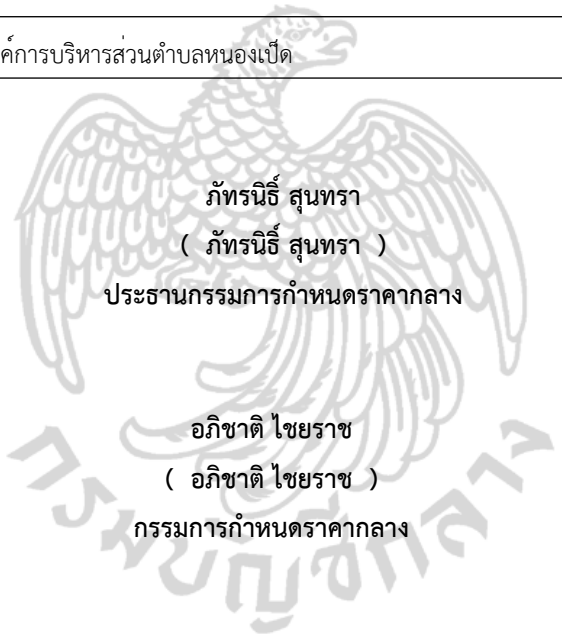 ค์การบริหารส่วนตำบลหนองเป็ด
ภัทรนิธิ์ สุนทรา
( ภัทรนิธิ์ สุนทรา )
ประธานกรรมการกำหนดราคากลาง
อภิชาติ ไชยราช
( อภิชาติ ไชยราช )
กรรมการกำหนดราคากลาง
กรมบัญชีกลาง